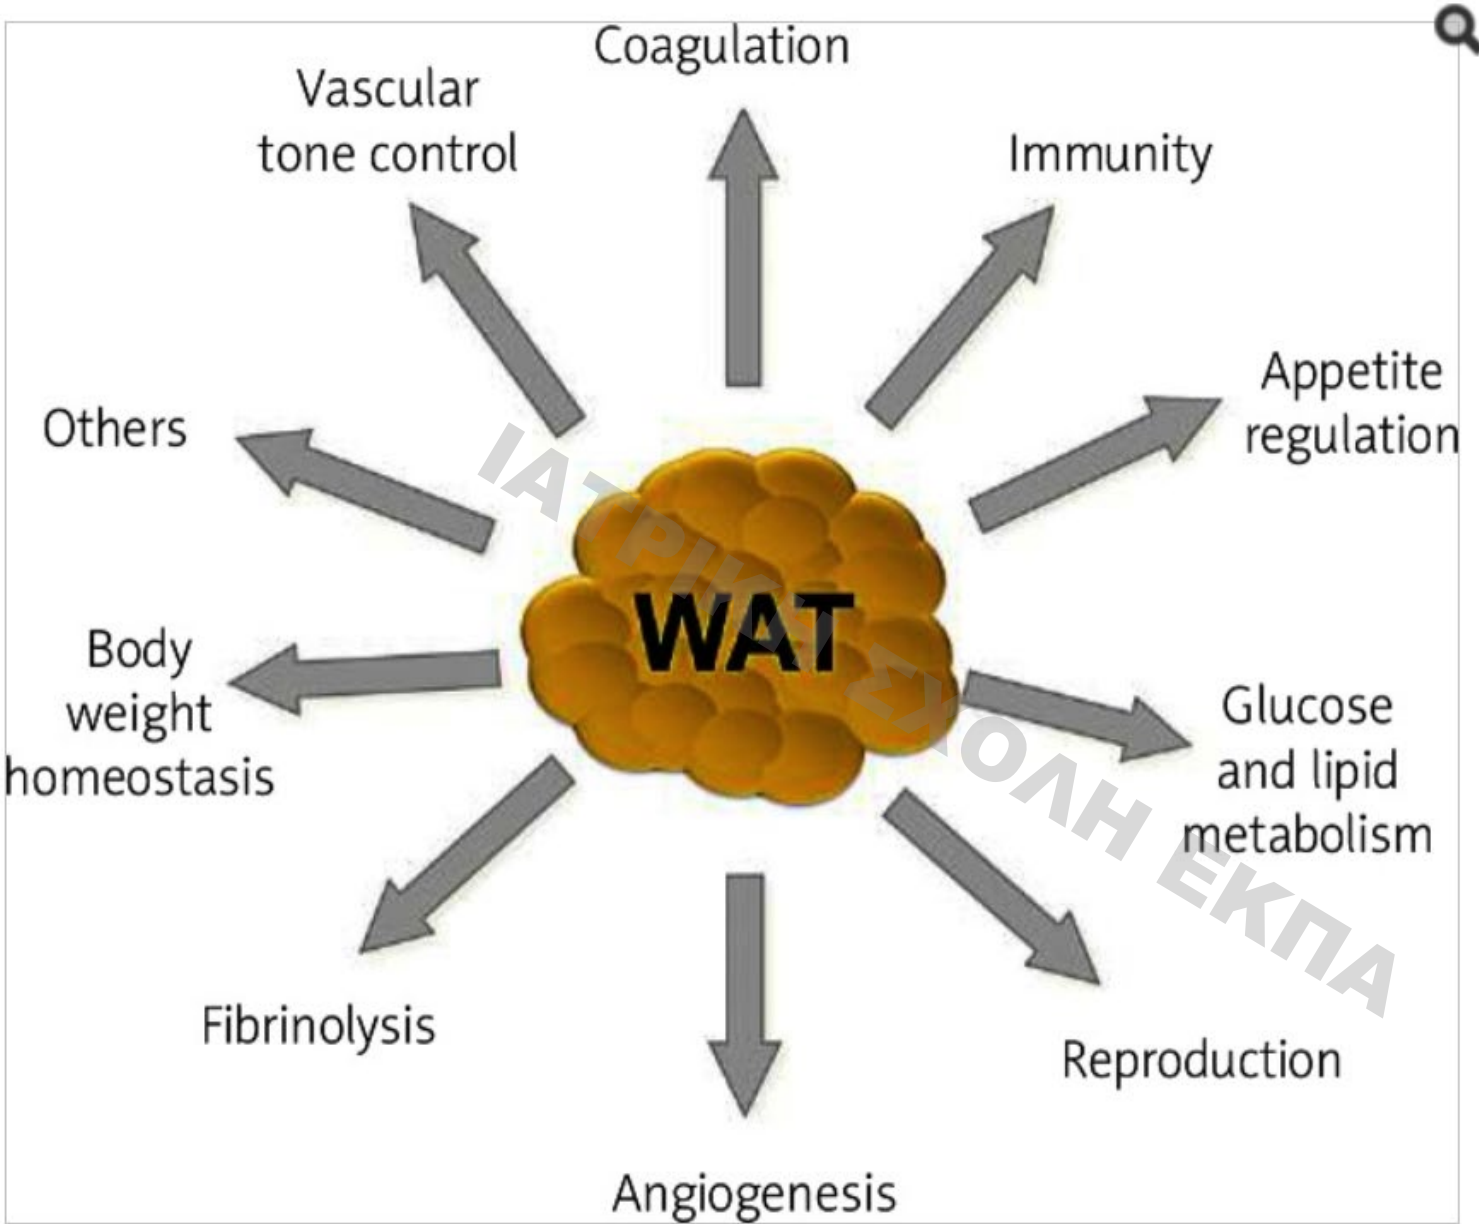 Coagulation
Vascular
tone control
Immunity
Appetite
regulation
Others
WAT
Body
weight
homeostasis
Glucose
and lipid
metabolism
Fibrinolysis
Reproduction
Angiogenesis
ΙΑΤΡΙΚΗ ΣΧΟΛΗ ΕΚΠΑ